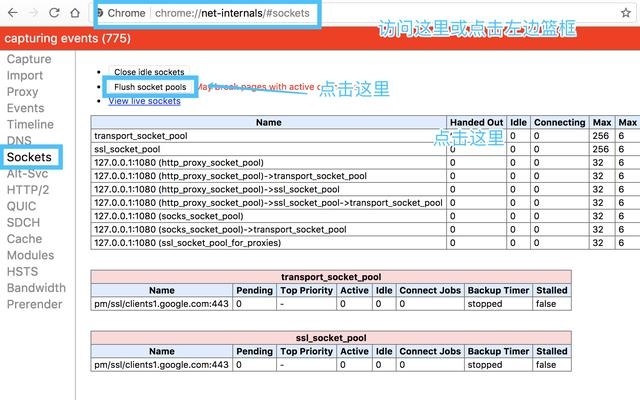 Chrome | chrome://net-internals/#sockets
访问这里或点击左边篮框
capturing events (775)
Capture
Import
Proxy
Events
Timeline
DNS
Sockets
Alt-Svc
HTTP/2
QUIC
SDCH
Cache
Modules
HSTS
Bandwidth
Prerender
Close idle sockets
Flush socket pools May break pages with active c
点击这里
View live sockets
Name Handed Out Idle Connecting Max Max
点击这里
transport_socket_pool 0 0 0 256 6
ssl_socket_pool 0 0 0 256 6
127.0.0.1:1080 (http_proxy_socket_pool) 0 0 0 32 6
127.0.0.1:1080 (http_proxy_socket_pool)->transport_socket_pool 0 0 0 32 6
127.0.0.1:1080 (http_proxy_socket_pool)->ssl_socket_pool 0 0 0 32 6
127.0.0.1:1080 (http_proxy_socket_pool)->ssl_socket_pool->transport_socket_pool 0 0 0 32 6
127.0.0.1:1080 (socks_socket_pool) 0 0 0 32 6
127.0.0.1:1080 (socks_socket_pool)->transport_socket_pool 0 0 0 32 6
127.0.0.1:1080 (ssl_socket_pool_for_proxies) 0 0 0 32 6
transport_socket_pool
Name Pending Top Priority Active Idle Connect Jobs Backup Timer Stalled
pm/ssl/clients1.google.com:443 0 - 0 0 0 stopped false
ssl_socket_pool
Name Pending Top Priority Active Idle Connect Jobs Backup Timer Stalled
pm/ssl/clients1.google.com:443 0 - 0 0 0 stopped false